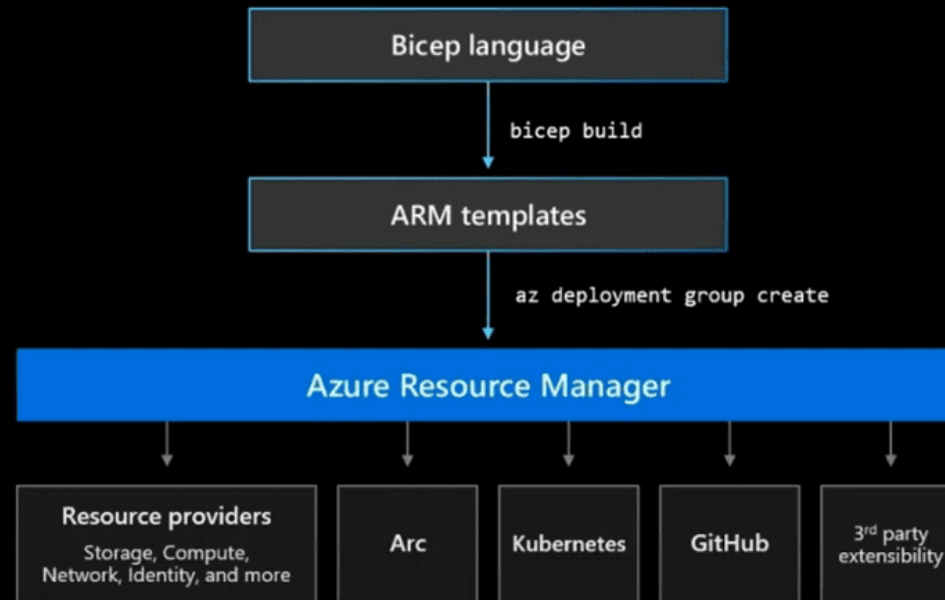 Bicep language
bicep build
ARM templates
az deployment group create
Azure Resource Manager
Resource providers
Storage, Compute,
Network, Identity, and more
Arc
Kubernetes
GitHub
3rd party
extensibility